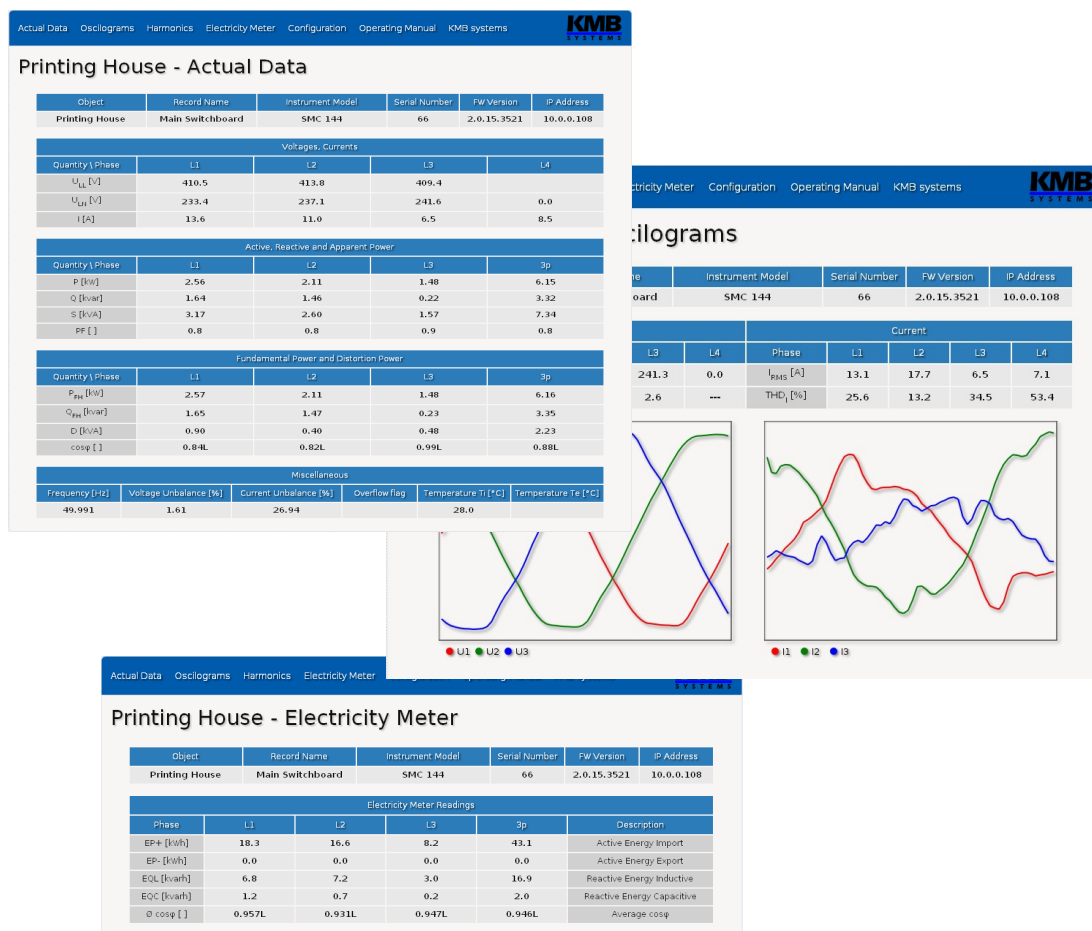 Actual Data Oscilograms Harmonics Electricity Meter Configuration Operating Manual KMB systems KMB SYSTEMS
Printing House - Actual Data
Object Record Name Instrument Model Serial Number FW Version IP Address
Printing House Main Switchboard SMC 144 66 2.0.15.3521 10.0.0.108
Voltages, Currents
Quantity \ Phase L1 L2 L3 L4
ULL [V] 410.5 413.8 409.4
ULN [V] 233.4 237.1 241.6 0.0
I [A] 13.6 11.0 6.5 8.5
Active, Reactive and Apparent Power
Quantity \ Phase L1 L2 L3 3p
P [kW] 2.56 2.11 1.48 6.15
Q [kvar] 1.64 1.46 0.22 3.32
S [kVA] 3.17 2.60 1.57 7.34
PF [ ] 0.8 0.8 0.9 0.8
Fundamental Power and Distortion Power
Quantity \ Phase L1 L2 L3 3p
PFH [kW] 2.57 2.11 1.48 6.16
QFH [kvar] 1.65 1.47 0.23 3.35
D [kVA] 0.90 0.40 0.48 2.23
cosφ [ ] 0.84L 0.82L 0.99L 0.88L
Miscellaneous
Frequency [Hz] Voltage Unbalance [%] Current Unbalance [%] Overflow flag Temperature Ti [°C] Temperature Te [°C]
49.991 1.61 26.94 28.0
ctricity Meter Configuration Operating Manual KMB systems KMB SYSTEMS
cilograms
me Instrument Model Serial Number FW Version IP Address
oard SMC 144 66 2.0.15.3521 10.0.0.108
Current
L3 L4 Phase L1 L2 L3 L4
241.3 0.0 IRMS [A] 13.1 17.7 6.5 7.1
2.6 --- THDI [%] 25.6 13.2 34.5 53.4
U1 U2 U3 I1 I2 I3
Actual Data Oscilograms Harmonics Electricity Meter SYSTEMS
Printing House - Electricity Meter
Object Record Name Instrument Model Serial Number FW Version IP Address
Printing House Main Switchboard SMC 144 66 2.0.15.3521 10.0.0.108
Electricity Meter Readings
Phase L1 L2 L3 3p Description
EP+ [kWh] 18.3 16.6 8.2 43.1 Active Energy Import
EP- [kWh] 0.0 0.0 0.0 0.0 Active Energy Export
EQL [kvarh] 6.8 7.2 3.0 16.9 Reactive Energy Inductive
EQC [kvarh] 1.2 0.7 0.2 2.0 Reactive Energy Capacitive
Ø cosφ [ ] 0.957L 0.931L 0.947L 0.946L Average cosφ